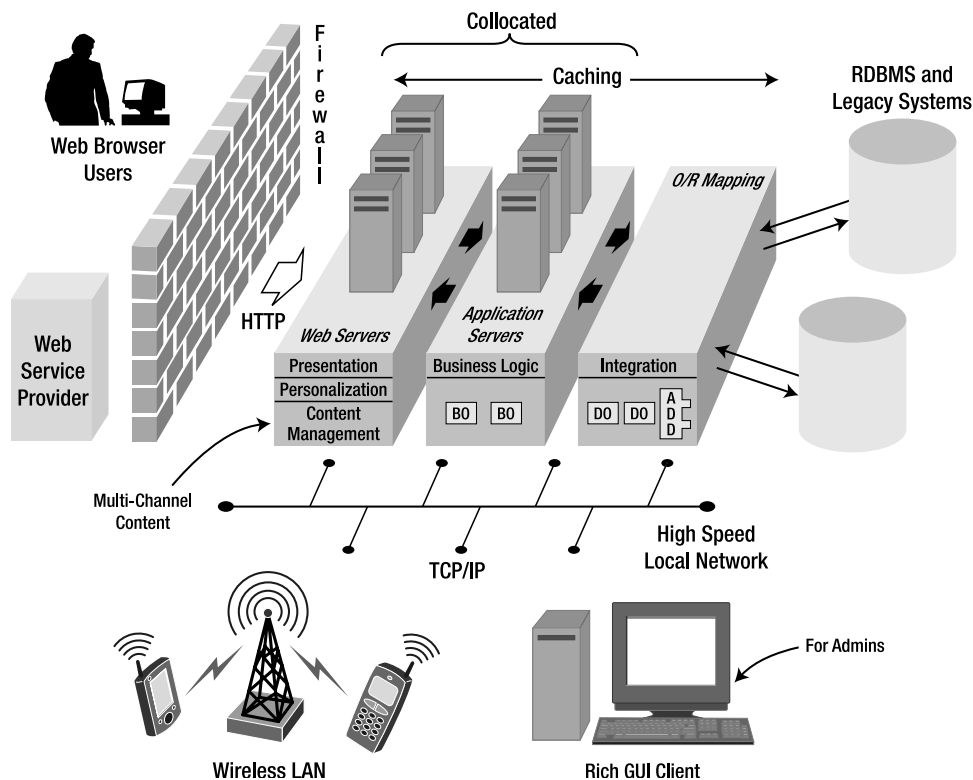 Collocated
Caching
Firewall
RDBMS and
Legacy Systems
Web Browser
Users
O/R Mapping
HTTP
Web
Service
Provider
Web Servers
Application
Servers
Presentation
Personalization
Content
Management
Business Logic
BO BO
Integration
DO DO
ADD
Multi-Channel
Content
High Speed
Local Network
TCP/IP
For Admins
Wireless LAN
Rich GUI Client